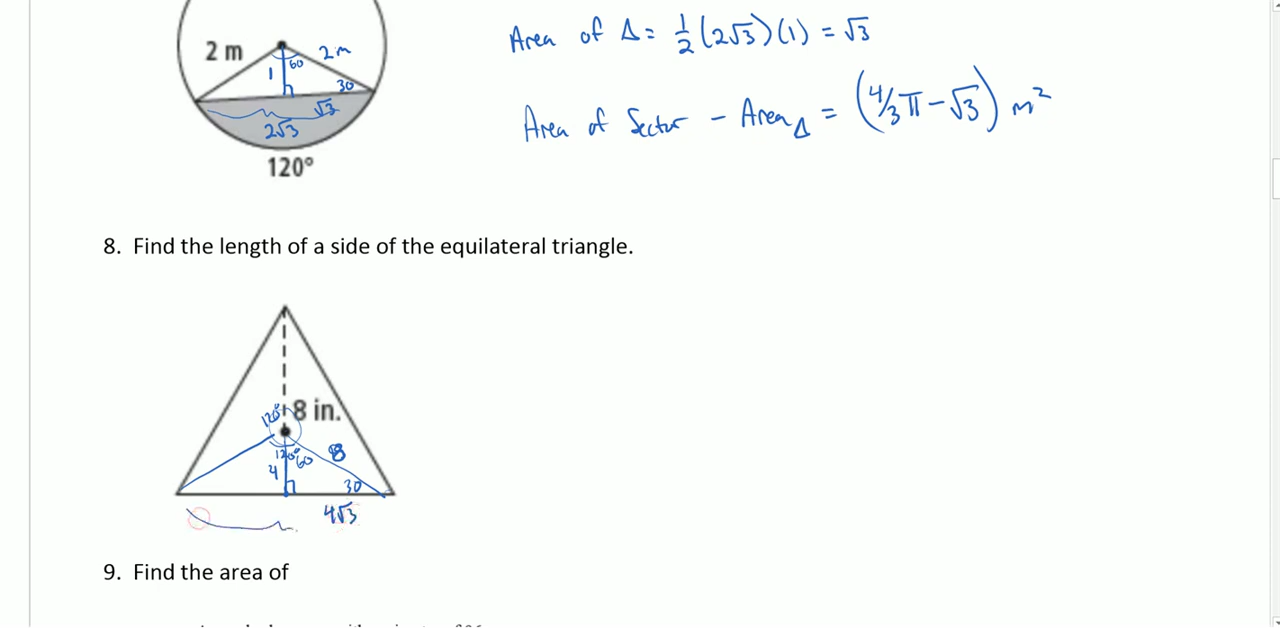 Area of Δ = 1/2 (2√3)(1) = √3
2 m
2m
1
60
30
√3
2√3
Area of Sector - Area Δ = (4/3 π - √3) m²
120°
8. Find the length of a side of the equilateral triangle.
120°
8 in.
120°
60
8
4
30
4√3
9. Find the area of